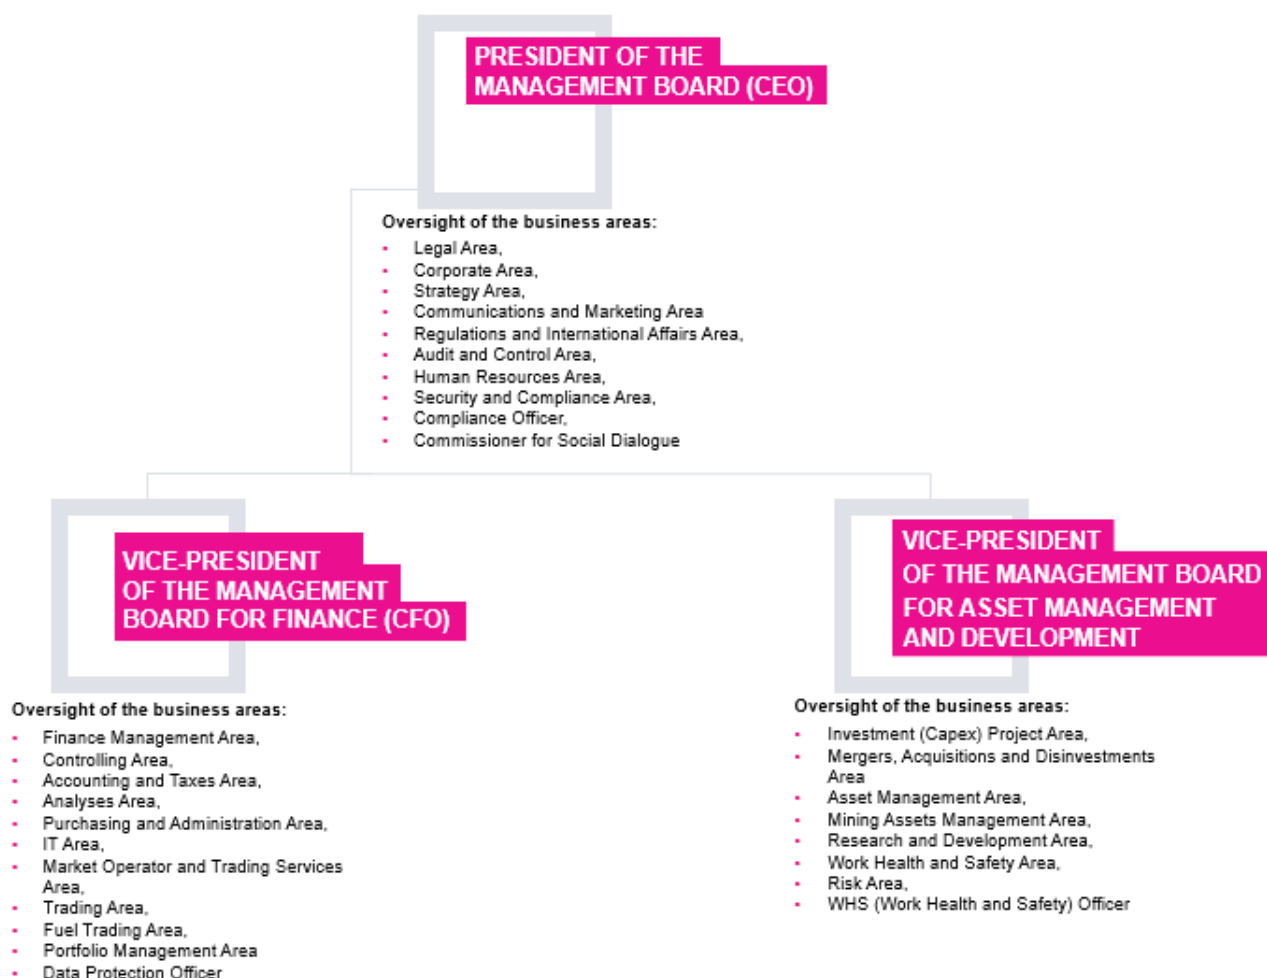 PRESIDENT OF THE
MANAGEMENT BOARD (CEO)
Oversight of the business areas:
Legal Area,
Corporate Area,
Strategy Area,
Communications and Marketing Area
Regulations and International Affairs Area,
Audit and Control Area,
Human Resources Area,
Security and Compliance Area,
Compliance Officer,
Commissioner for Social Dialogue
VICE-PRESIDENT
OF THE MANAGEMENT
BOARD FOR FINANCE (CFO)
Oversight of the business areas:
Finance Management Area,
Controlling Area,
Accounting and Taxes Area,
Analyses Area,
Purchasing and Administration Area,
IT Area,
Market Operator and Trading Services
Area,
Trading Area,
Fuel Trading Area,
Portfolio Management Area
Data Protection Officer
VICE-PRESIDENT
OF THE MANAGEMENT BOARD
FOR ASSET MANAGEMENT
AND DEVELOPMENT
Oversight of the business areas:
Investment (Capex) Project Area,
Mergers, Acquisitions and Disinvestments
Area
Asset Management Area,
Mining Assets Management Area,
Research and Development Area,
Work Health and Safety Area,
Risk Area,
WHS (Work Health and Safety) Officer